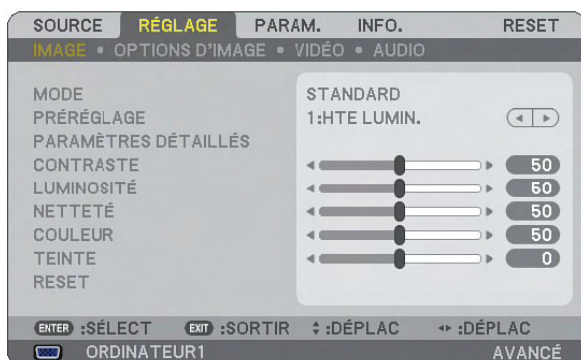 SOURCE RÉGLAGE PARAM. INFO. RESET
IMAGE • OPTIONS D'IMAGE • VIDÉO • AUDIO
MODE STANDARD
PRÉRÉGLAGE 1:HTE LUMIN.
PARAMÈTRES DÉTAILLÉS
CONTRASTE 50
LUMINOSITÉ 50
NETTETÉ 50
COULEUR 50
TEINTE 0
RESET
ENTER :SÉLECT EXIT :SORTIR :DÉPLAC :DÉPLAC
ORDINATEUR1 AVANCÉ